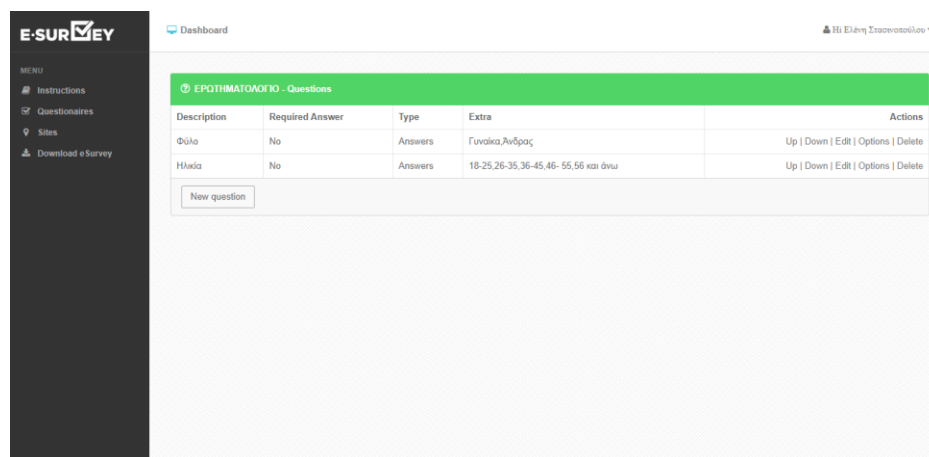 E-SURVEY
Dashboard
Hi Ελένη Στασινοπούλου
MENU
Instructions
Questionaires
Sites
Download eSurvey
ΕΡΩΤΗΜΑΤΟΛΟΓΙΟ - Questions
Description Required Answer Type Extra Actions
Φύλο No Answers Γυναίκα,Άνδρας Up | Down | Edit | Options | Delete
Ηλικία No Answers 18-25,26-35,36-45,46- 55,56 και άνω Up | Down | Edit | Options | Delete
New question